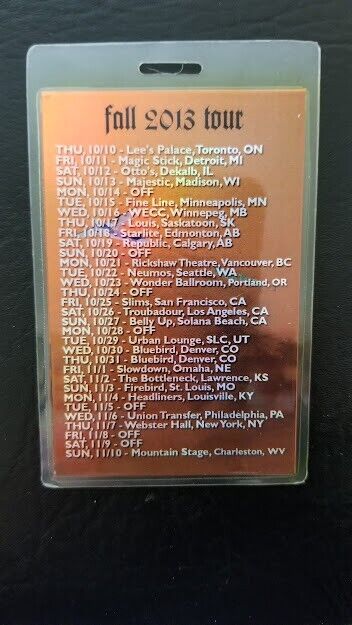 fall 2013 tour
THU, 10/10 - Lee's Palace, Toronto, ON
FRI, 10/11 - Magic Stick, Detroit, MI
SAT, 10/12 - Otto's, Dekalb, IL
SUN, 10/13 - Majestic, Madison, WI
MON, 10/14 - OFF
TUE, 10/15 - Fine Line, Minneapolis, MN
WED, 10/16 - WECC, Winnepeg, MB
THU, 10/17 - Louis, Saskatoon, SK
FRI, 10/18 - Starlite, Edmonton, AB
SAT, 10/19 - Republic, Calgary, AB
SUN, 10/20 - OFF
MON, 10/21 - Rickshaw Theatre, Vancouver, BC
TUE, 10/22 - Neumos, Seattle, WA
WED, 10/23 - Wonder Ballroom, Portland, OR
THU, 10/24 - OFF
FRI, 10/25 - Slims, San Francisco, CA
SAT, 10/26 - Troubadour, Los Angeles, CA
SUN, 10/27 - Belly Up, Solana Beach, CA
MON, 10/28 - OFF
TUE, 10/29 - Urban Lounge, SLC, UT
WED, 10/30 - Bluebird, Denver, CO
THU, 10/31 - Bluebird, Denver, CO
FRI, 11/1 - Slowdown, Omaha, NE
SAT, 11/2 - The Bottleneck, Lawrence, KS
SUN, 11/3 - Firebird, St. Louis, MO
MON, 11/4 - Headliners, Louisville, KY
TUE, 11/5 - OFF
WED, 11/6 - Union Transfer, Philadelphia, PA
THU, 11/7 - Webster Hall, New York, NY
FRI, 11/8 - OFF
SAT, 11/9 - OFF
SUN, 11/10 - Mountain Stage, Charleston, WV